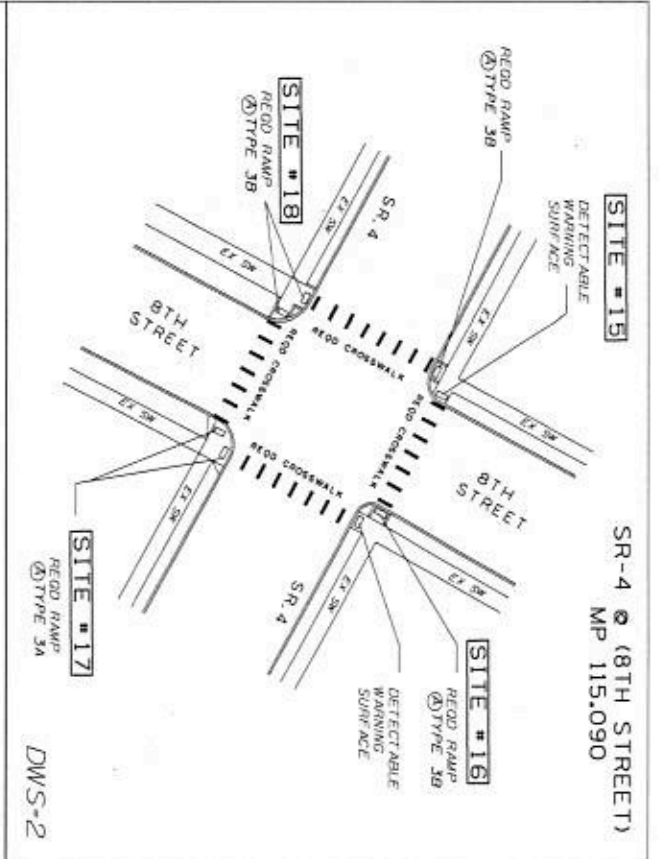 SR-4 @ (8TH STREET)
MP 115.090
SITE #15
DETECTABLE
WARNING
SURFACE
REQD RAMP
Ⓐ TYPE 3B
EX SW
EX SW
8TH
STREET
SITE #16
REQD RAMP
Ⓐ TYPE 3B
DETECTABLE
WARNING
SURFACE
EX SW
EX SW
SR.4
REQD CROSSWALK
REQD CROSSWALK
REQD CROSSWALK
REQD CROSSWALK
SITE #18
REQD RAMP
Ⓐ TYPE 3B
SR.4
EX SW
EX SW
8TH
STREET
EX SW
EX SW
SITE #17
REQD RAMP
Ⓐ TYPE 3A
DWS=2